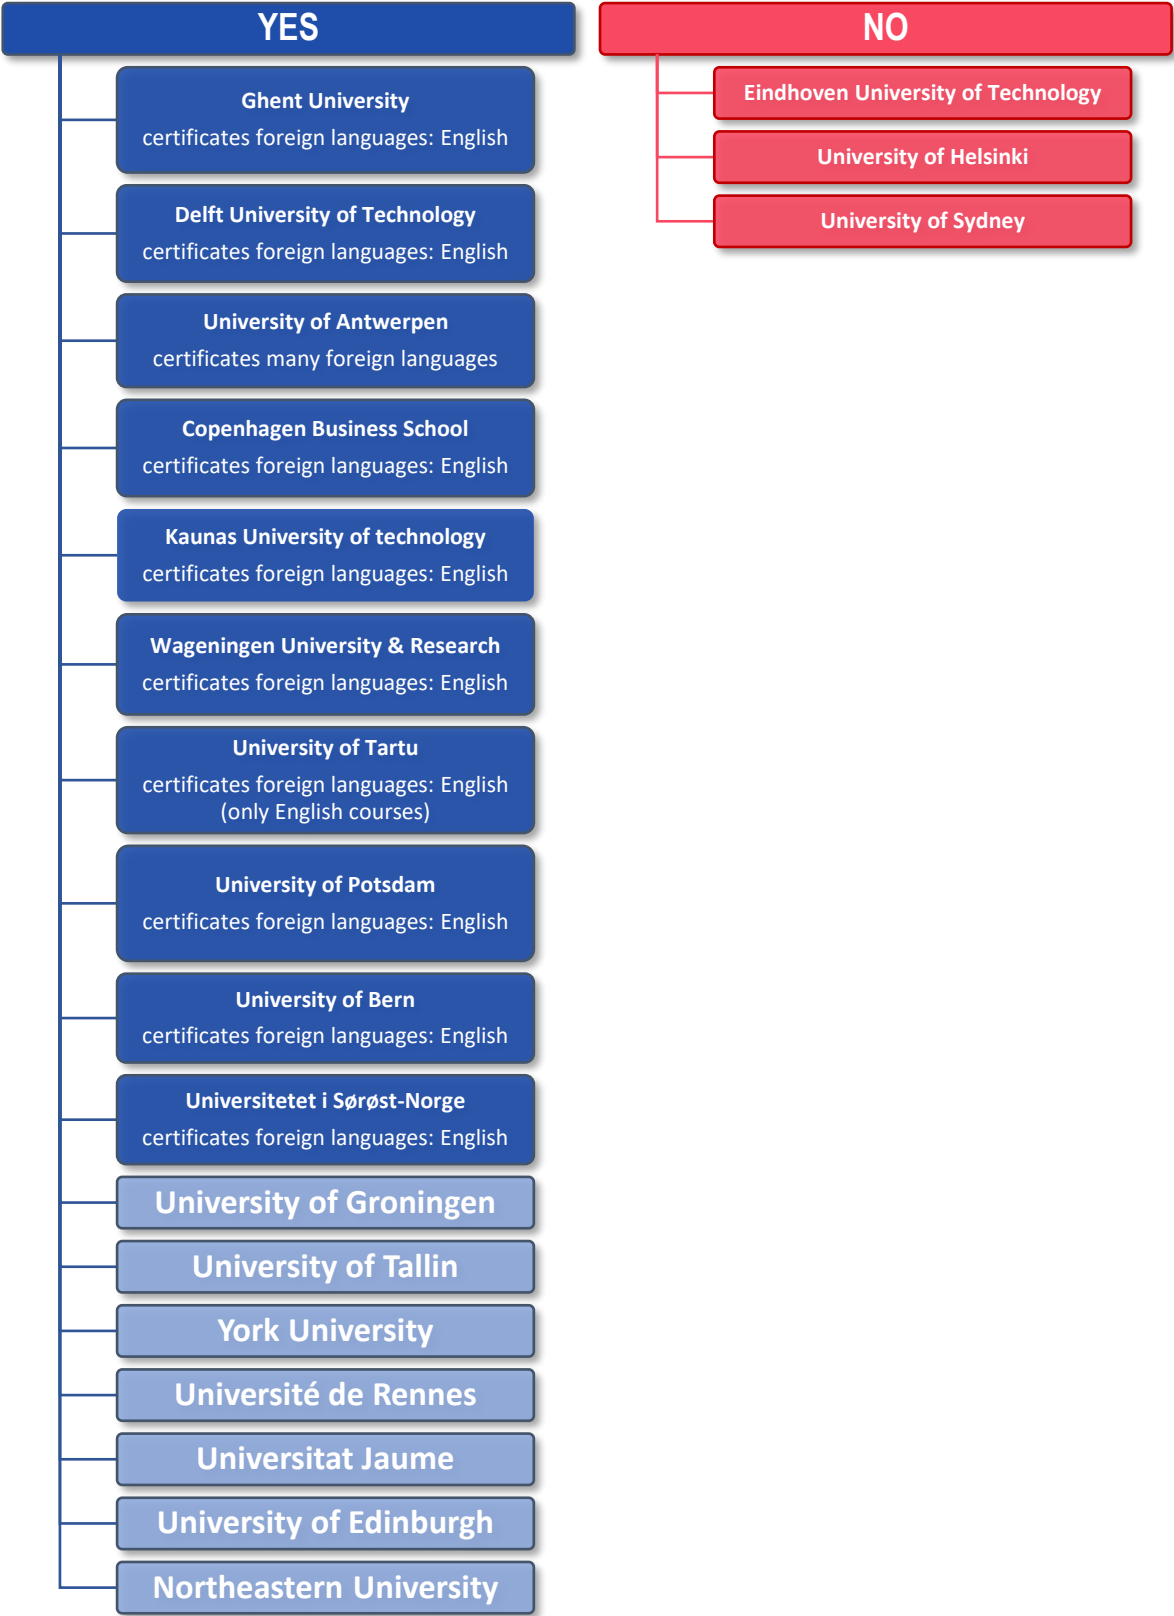 YES
Ghent University
certificates foreign languages: English
Delft University of Technology
certificates foreign languages: English
University of Antwerpen
certificates many foreign languages
Copenhagen Business School
certificates foreign languages: English
Kaunas University of technology
certificates foreign languages: English
Wageningen University & Research
certificates foreign languages: English
University of Tartu
certificates foreign languages: English
(only English courses)
University of Potsdam
certificates foreign languages: English
University of Bern
certificates foreign languages: English
Universitetet i Sørøst-Norge
certificates foreign languages: English
University of Groningen
University of Tallin
York University
Université de Rennes
Universitat Jaume
University of Edinburgh
Northeastern University
NO
Eindhoven University of Technology
University of Helsinki
University of Sydney